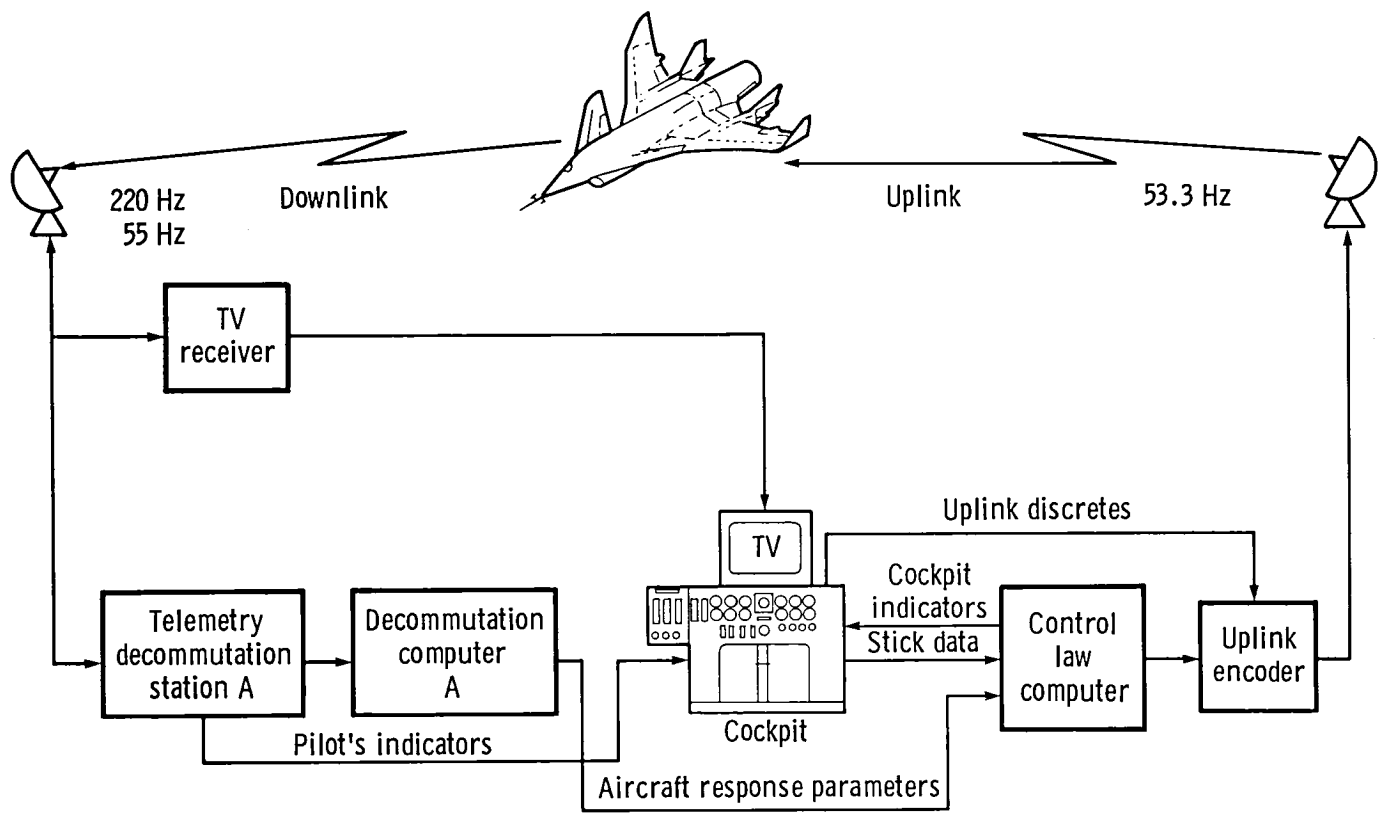 220 Hz
55 Hz
Downlink
Uplink
53.3 Hz
TV
receiver
Uplink discretes
TV
Cockpit
indicators
Stick data
Telemetry
decommutation
station A
Decommutation
computer
A
Control
law
computer
Uplink
encoder
Cockpit
Pilot's indicators
Aircraft response parameters